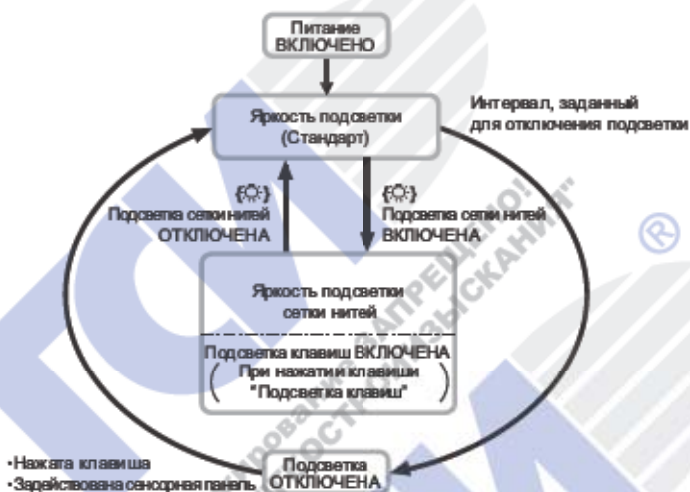 Питание
ВКЛЮЧЕНО
Яркость подсветки
(Стандарт)
Интервал, заданный
для отключения подсветки
{☼}
Подсветка сетки нитей
ОТКЛЮЧЕНА
{☼}
Подсветка сетки нитей
ВКЛЮЧЕНА
Яркость подсветки
сетки нитей
Подсветка клавиш ВКЛЮЧЕНА
( При нажатии клавиши
"Подсветка клавиш" )
•Нажата клавиша
•Задействована сенсорная панель
Подсветка
ОТКЛЮЧЕНА
ГСИ
®